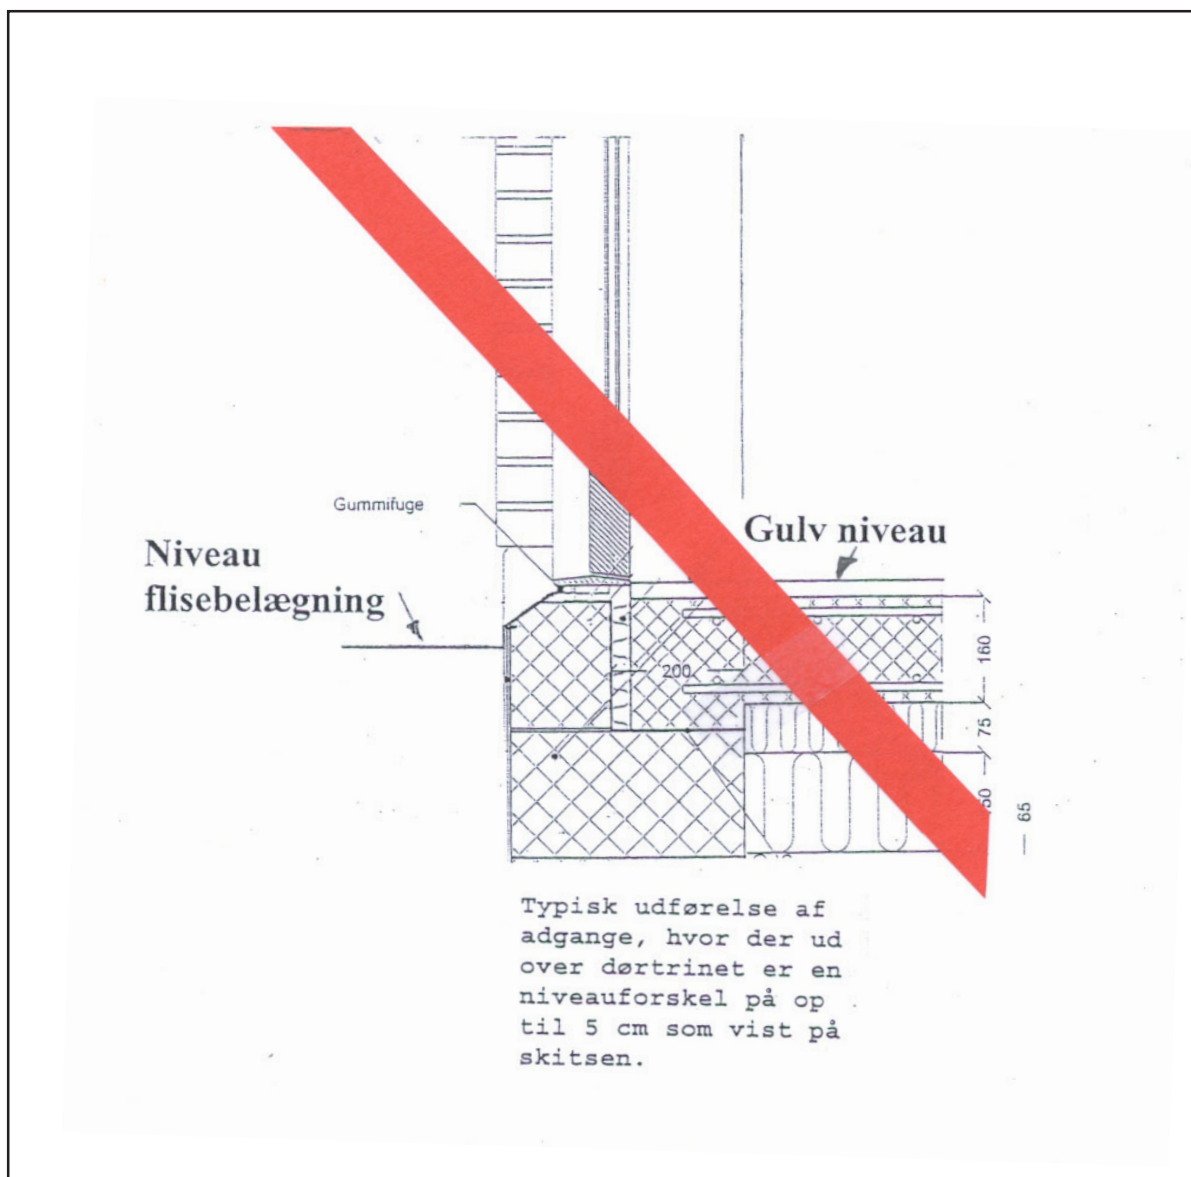 Gummifuge
Niveau
flisebelægning
Gulv niveau
200
160
75
65
Typisk udførelse af
adgange, hvor der ud
over dørtrinet er en
niveauforskel på op
til 5 cm som vist på
skitsen.